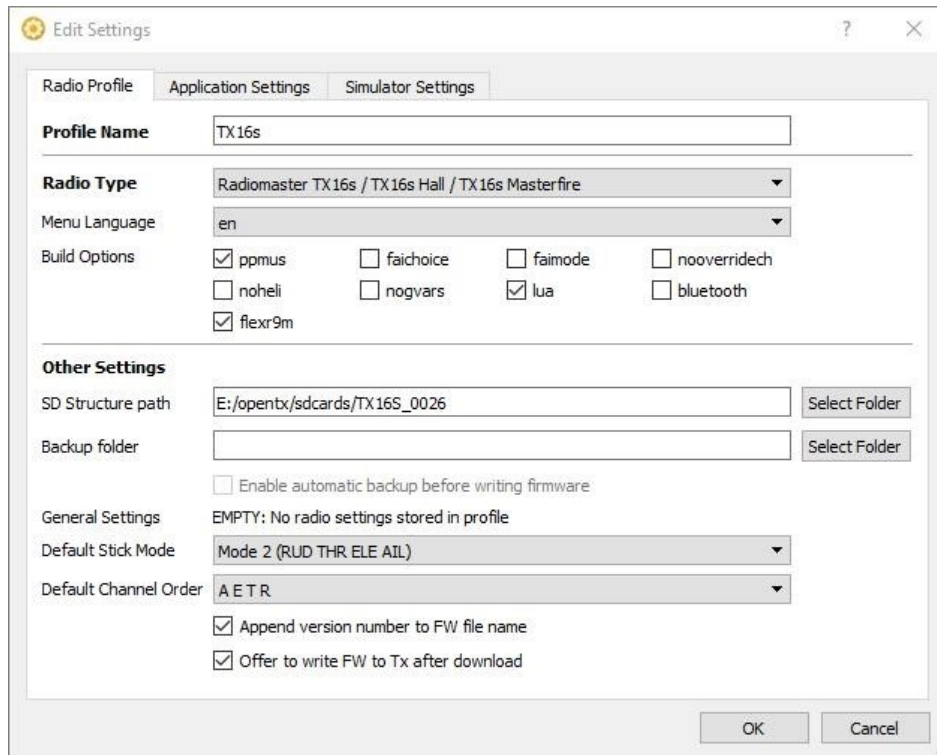 Edit Settings ?
Radio Profile Application Settings Simulator Settings
Profile Name TX16s
Radio Type Radiomaster TX16s / TX16s Hall / TX16s Masterfire
Menu Language en
Build Options ppmus faichoice faimode nooverridech
noheli nogvars lua bluetooth
flexr9m
Other Settings
SD Structure path E:/opentx/sdcards/TX16S_0026 Select Folder
Backup folder Select Folder
Enable automatic backup before writing firmware
General Settings EMPTY: No radio settings stored in profile
Default Stick Mode Mode 2 (RUD THR ELE AIL)
Default Channel Order A E T R
Append version number to FW file name
Offer to write FW to Tx after download
OK Cancel